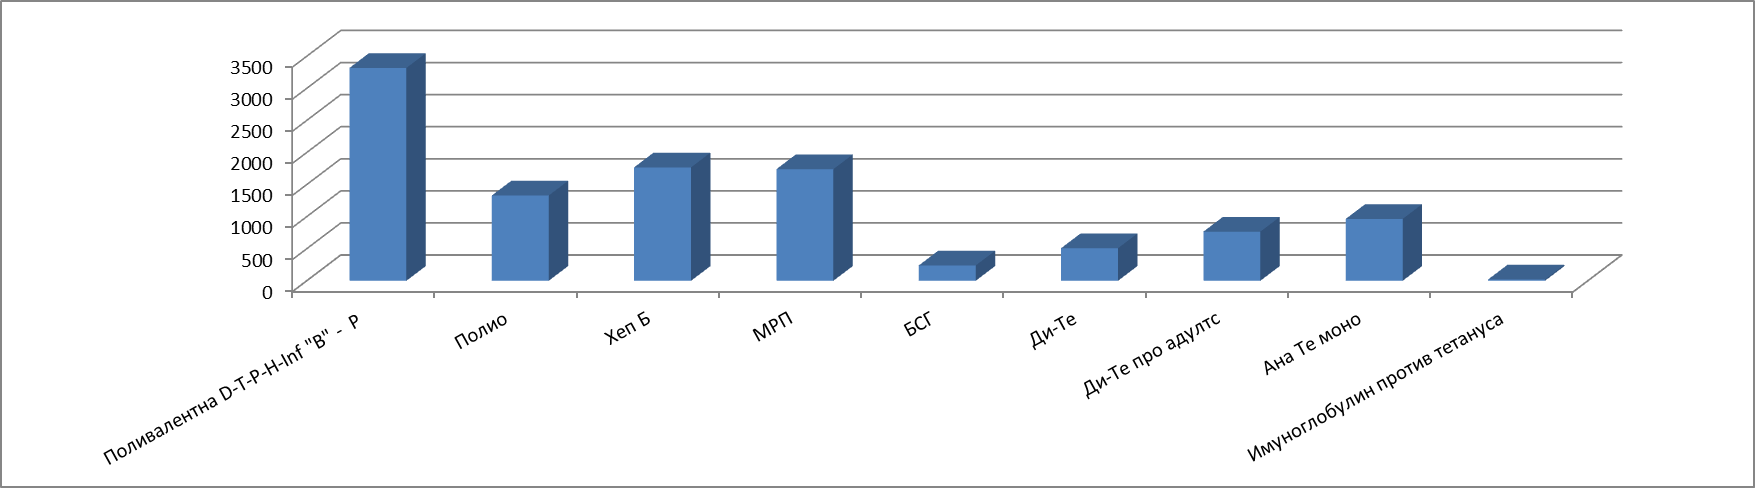 3500
3000
2500
2000
1500
1000
500
0
Поливалентна D-T-P-H-Inf "B" - P
Полио
Хеп Б
МРП
БСГ
Ди-Те
Ди-Те про адултс
Ана Те моно
Имуноглобулин против тетануса